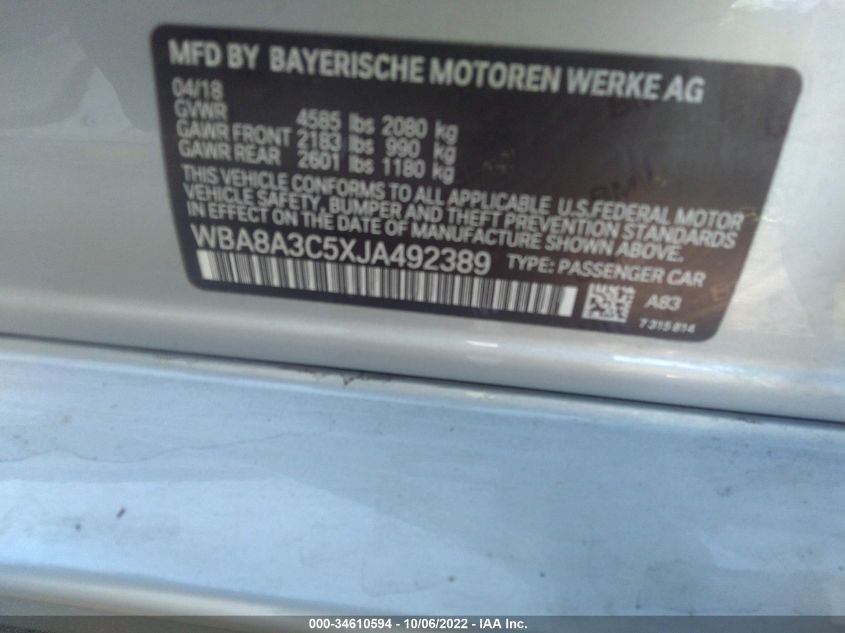 MFD BY BAYERISCHE MOTOREN WERKE AG
04/18
GVWR 4585 lbs 2080 kg
GAWR FRONT 2183 lbs 990 kg
GAWR REAR 2601 lbs 1180 kg
THIS VEHICLE CONFORMS TO ALL APPLICABLE U.S. FEDERAL MOTOR
VEHICLE SAFETY, BUMPER AND THEFT PREVENTION STANDARDS
IN EFFECT ON THE DATE OF MANUFACTURE SHOWN ABOVE.
WBA8A3C5XJA492389 TYPE: PASSENGER CAR
A83
7315814
000-34610594 - 10/06/2022 - IAA Inc.